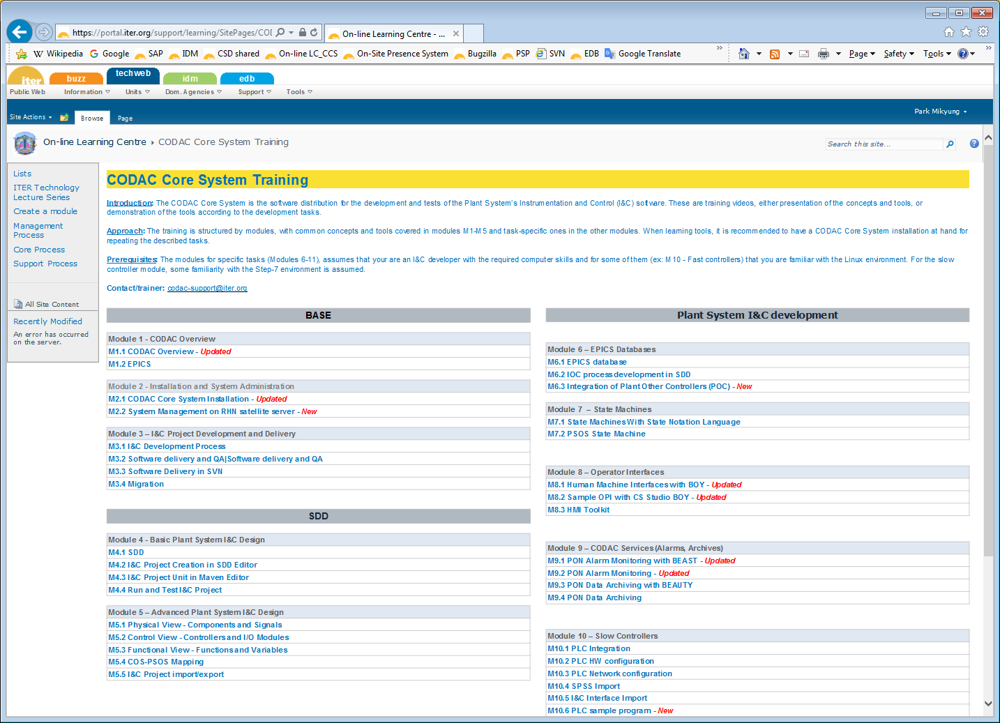 https://portal.iter.org/support/learning/SitePages/COI
On-line Learning Centre - ...
Wikipedia Google SAP IDM CSD shared On-line LC_CCS On-Site Presence System Bugzilla PSP SVN EDB Google Translate
Page Safety Tools
iter buzz techweb idm edb
Public Web Information Units Dom. Agencies Support Tools
Site Actions Browse Page
Park Mikyung
On-line Learning Centre CODAC Core System Training
Search this site...
Lists
ITER Technology
Lecture Series
Create a module
Management
Process
Core Process
Support Process
All Site Content
Recently Modified
An error has occurred
on the server.
CODAC Core System Training
Introduction: The CODAC Core System is the software distribution for the development and tests of the Plant System's Instrumentation and Control (I&C) software. These are training videos, either presentation of the concepts and tools, or
demonstration of the tools according to the development tasks.
Approach: The training is structured by modules, with common concepts and tools covered in modules M1-M5 and task-specific ones in the other modules. When learning tools, it is recommended to have a CODAC Core System installation at hand for
repeating the described tasks.
Prerequisites: The modules for specific tasks (Modules 6-11), assumes that your are an I&C developer with the required computer skills and for some of them (ex: M10 - Fast controllers) that you are familiar with the Linux environment. For the slow
controller module, some familiarity with the Step-7 environment is assumed.
Contact/trainer: codac-support@iter.org
BASE
Module 1 - CODAC Overview
M1.1 CODAC Overview - Updated
M1.2 EPICS
Module 2 - Installation and System Administration
M2.1 CODAC Core System Installation - Updated
M2.2 System Management on RHN satellite server - New
Module 3 – I&C Project Development and Delivery
M3.1 I&C Development Process
M3.2 Software delivery and QA|Software delivery and QA
M3.3 Software Delivery in SVN
M3.4 Migration
SDD
Module 4 - Basic Plant System I&C Design
M4.1 SDD
M4.2 I&C Project Creation in SDD Editor
M4.3 I&C Project Unit in Maven Editor
M4.4 Run and Test I&C Project
Module 5 – Advanced Plant System I&C Design
M5.1 Physical View - Components and Signals
M5.2 Control View - Controllers and I/O Modules
M5.3 Functional View - Functions and Variables
M5.4 COS-PSOS Mapping
M5.5 I&C Project import/export
Plant System I&C development
Module 6 – EPICS Databases
M6.1 EPICS database
M6.2 IOC process development in SDD
M6.3 Integration of Plant Other Controllers (POC) - New
Module 7 – State Machines
M7.1 State Machines With State Notation Language
M7.2 PSOS State Machine
Module 8 – Operator Interfaces
M8.1 Human Machine Interfaces with BOY - Updated
M8.2 Sample OPI with CS Studio BOY - Updated
M8.3 HMI Toolkit
Module 9 – CODAC Services (Alarms, Archives)
M9.1 PON Alarm Monitoring with BEAST - Updated
M9.2 PON Alarm Monitoring - Updated
M9.3 PON Data Archiving with BEAUTY
M9.4 PON Data Archiving
Module 10 – Slow Controllers
M10.1 PLC Integration
M10.2 PLC HW configuration
M10.3 PLC Network configuration
M10.4 SPSS Import
M10.5 I&C Interface Import
M10.6 PLC sample program - New